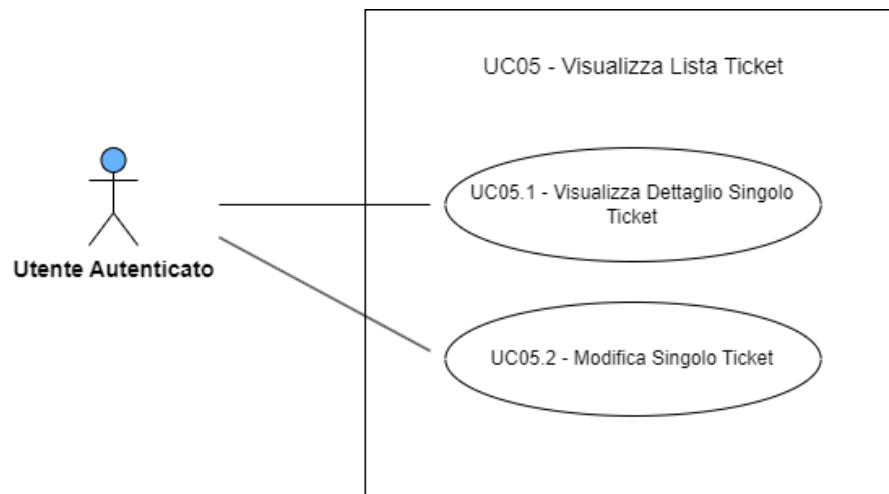 UC05 - Visualizza Lista Ticket
UC05.1 - Visualizza Dettaglio Singolo
Ticket
Utente Autenticato
UC05.2 - Modifica Singolo Ticket